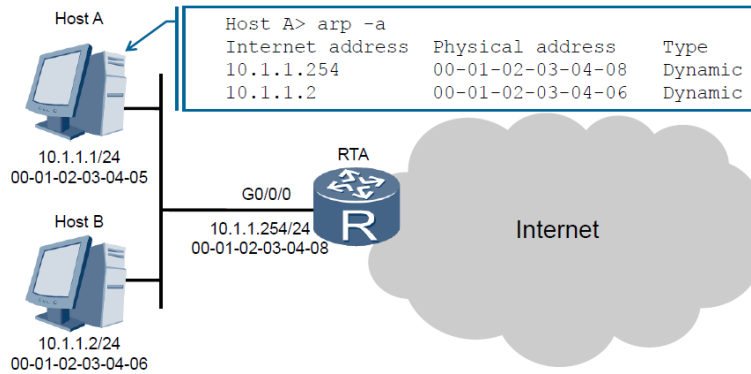 Host A
Host A> arp -a
Internet address Physical address Type
10.1.1.254 00-01-02-03-04-08 Dynamic
10.1.1.2 00-01-02-03-04-06 Dynamic
10.1.1.1/24
00-01-02-03-04-05
RTA
G0/0/0
R
10.1.1.254/24
00-01-02-03-04-08
Internet
Host B
10.1.1.2/24
00-01-02-03-04-06